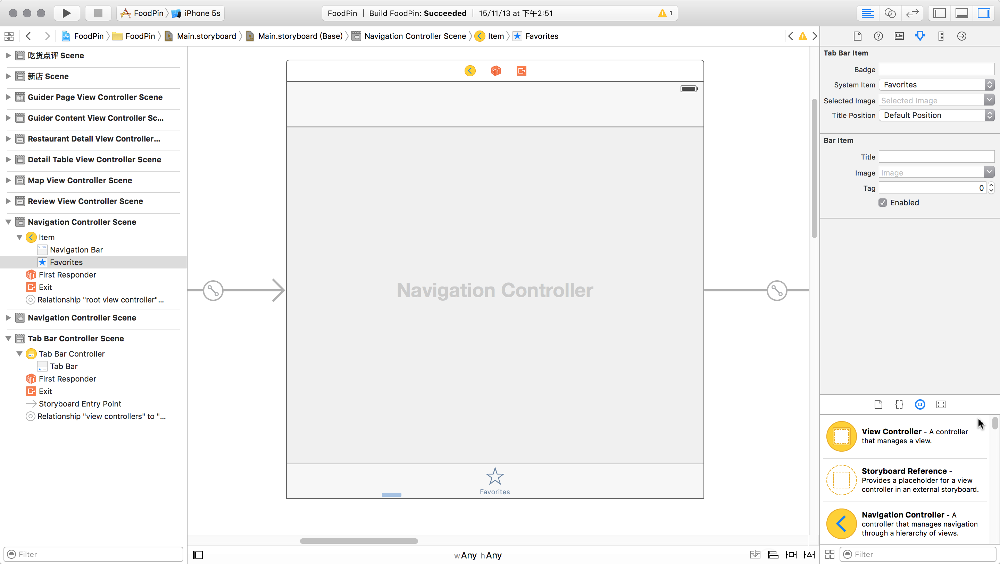 FoodPin
iPhone 5s
FoodPin | Build FoodPin: Succeeded | 15/11/13 at 下午2:51
1
FoodPin
FoodPin
Main.storyboard
Main.storyboard (Base)
Navigation Controller Scene
Item
Favorites
吃货点评 Scene
新店 Scene
Guider Page View Controller Scene
Guider Content View Controller Sc...
Restaurant Detail View Controller...
Detail Table View Controller Scene
Map View Controller Scene
Review View Controller Scene
Navigation Controller Scene
Item
Navigation Bar
Favorites
First Responder
Exit
Relationship "root view controller"...
Navigation Controller Scene
Tab Bar Controller Scene
Tab Bar Controller
Tab Bar
First Responder
Exit
Storyboard Entry Point
Relationship "view controllers" to "...
Filter
Navigation Controller
Favorites
wAny hAny
Tab Bar Item
Badge
System Item Favorites
Selected Image Selected Image
Title Position Default Position
Bar Item
Title
Image Image
Tag 0
Enabled
View Controller - A controller
that manages a view.
Storyboard Reference -
Provides a placeholder for a view
controller in an external storyboard.
Navigation Controller - A
controller that manages navigation
through a hierarchy of views.
Filter